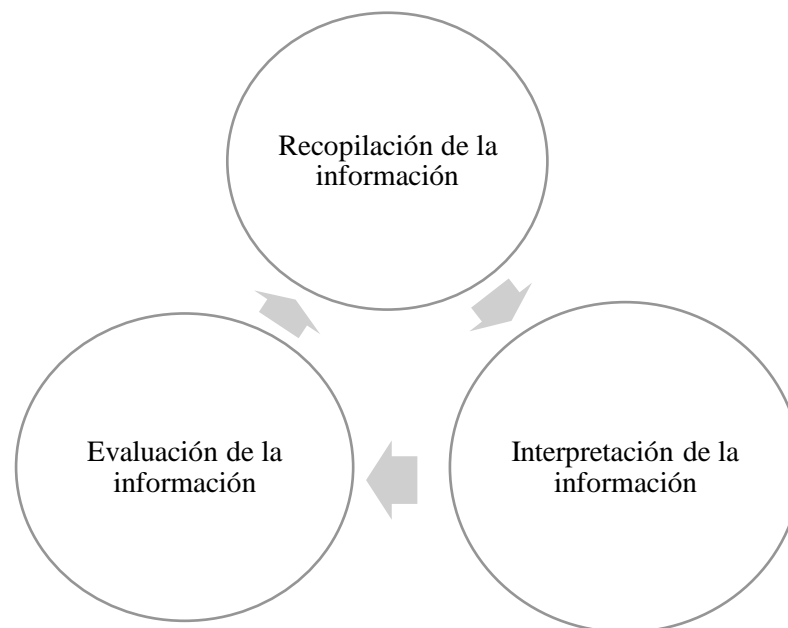 Recopilación de la
información
Interpretación de la
información
Evaluación de la
información